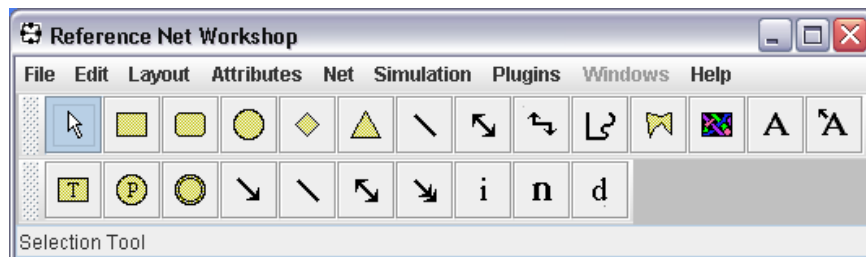 Reference Net Workshop
File Edit Layout Attributes Net Simulation Plugins Windows Help
A A
T P i n d
Selection Tool